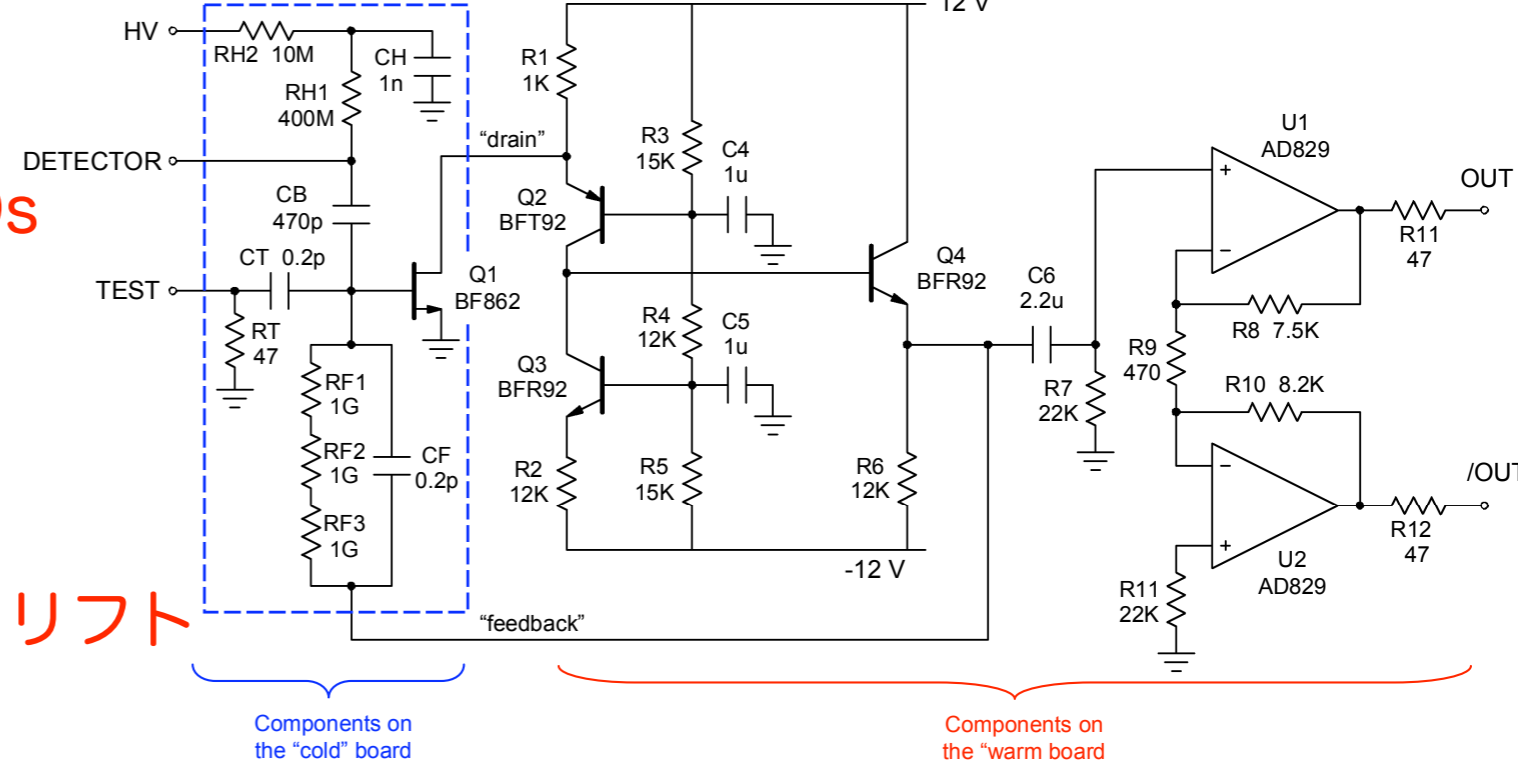 HV
RH2 10M
CH
1n
RH1
400M
DETECTOR
CB
470p
CT 0.2p
TEST
RT
47
Q1
BF862
RF1
1G
RF2
1G
RF3
1G
CF
0.2p
リフト
"drain"
"feedback"
12 V
R1
1K
R3
15K
C4
1u
Q2
BFT92
Q4
BFR92
R4
12K
C5
1u
Q3
BFR92
R2
12K
R5
15K
R6
12K
-12 V
C6
2.2u
R7
22K
U1
AD829
+
−
OUT
R11
47
R8 7.5K
R9
470
R10 8.2K
−
+
U2
AD829
/OUT
R12
47
R11
22K
Components on
the "cold" board
Components on
the "warm board